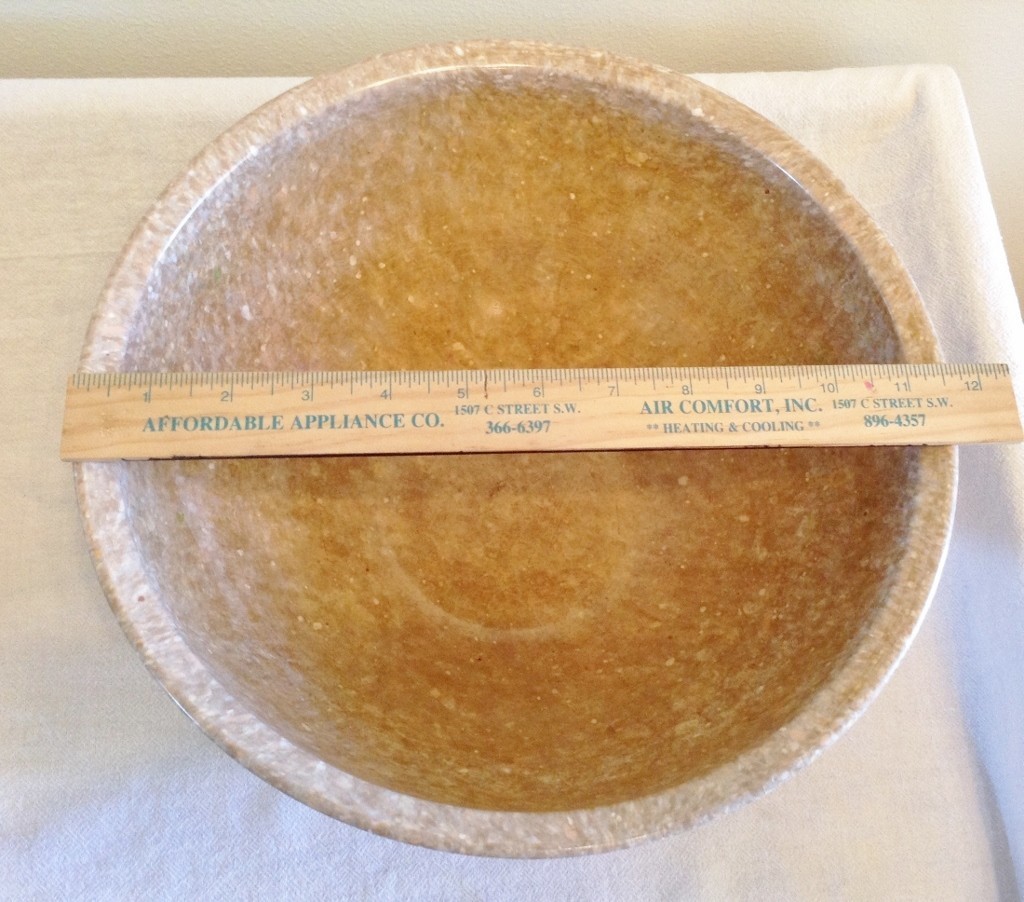 1 2 3 4 5 6 7 8 9 10 11 12
AFFORDABLE APPLIANCE CO.
1507 C STREET S.W.
366-6397
AIR COMFORT, INC.
** HEATING & COOLING **
1507 C STREET S.W.
896-4357